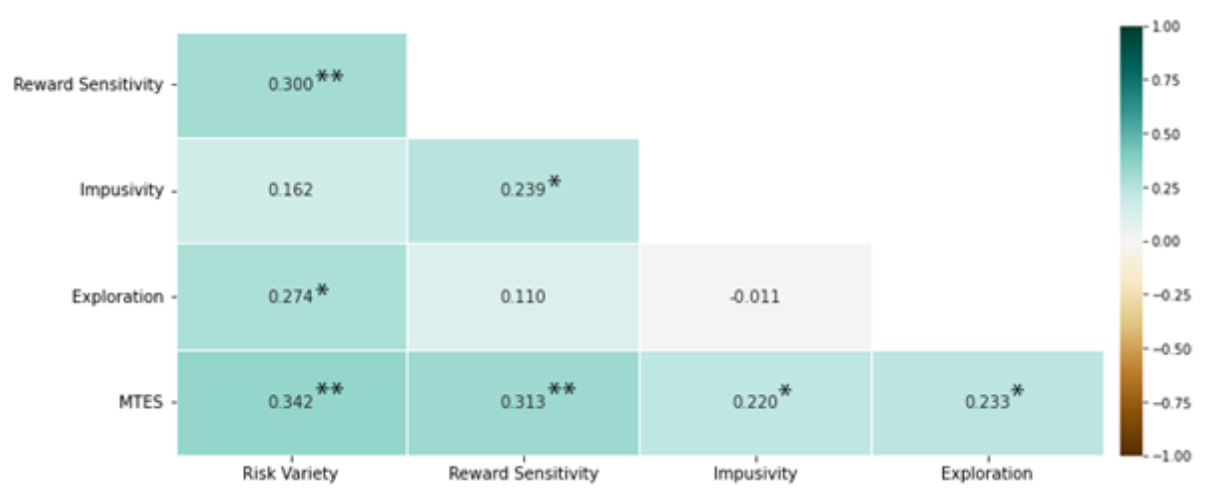 1.00
Reward Sensitivity 0.300** 0.75
0.50
Impusivity 0.162 0.239* 0.25
0.00
Exploration 0.274* 0.110 -0.011 −0.25
−0.50
MTES 0.342** 0.313** 0.220* 0.233* −0.75
−1.00
Risk Variety Reward Sensitivity Impusivity Exploration